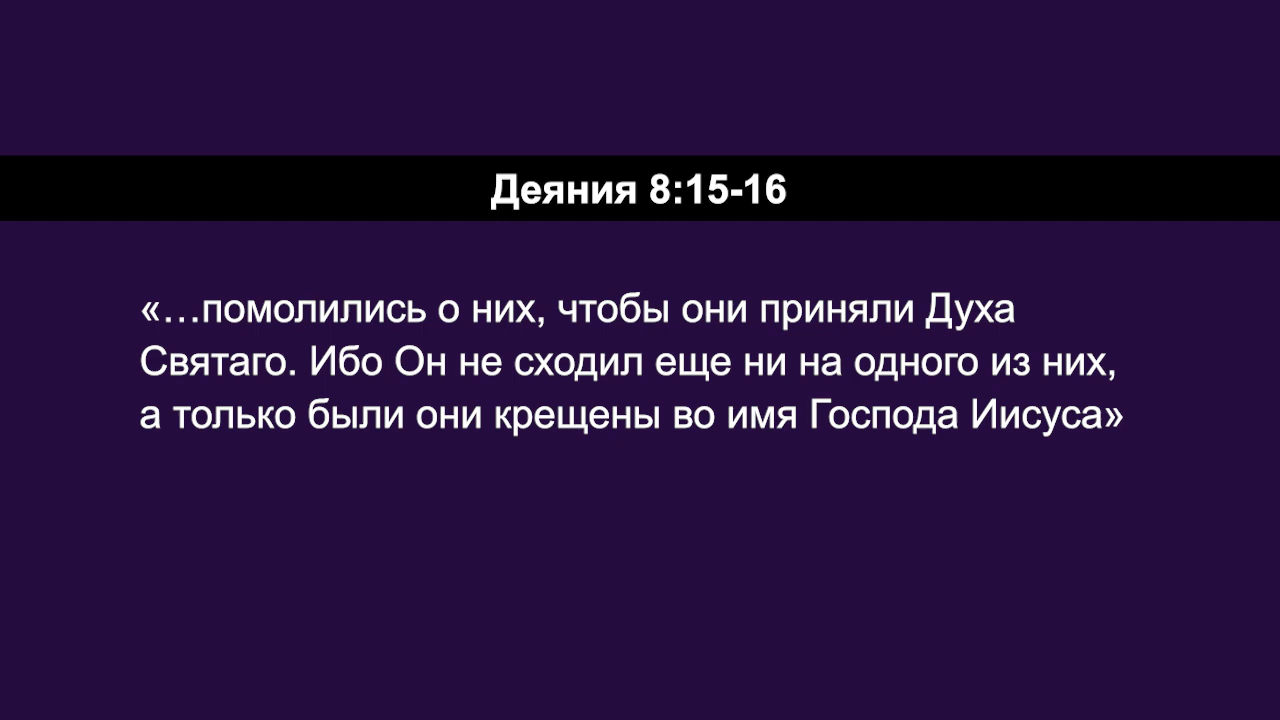 Деяния 8:15-16
«…помолились о них, чтобы они приняли Духа
Святаго. Ибо Он не сходил еще ни на одного из них,
а только были они крещены во имя Господа Иисуса»